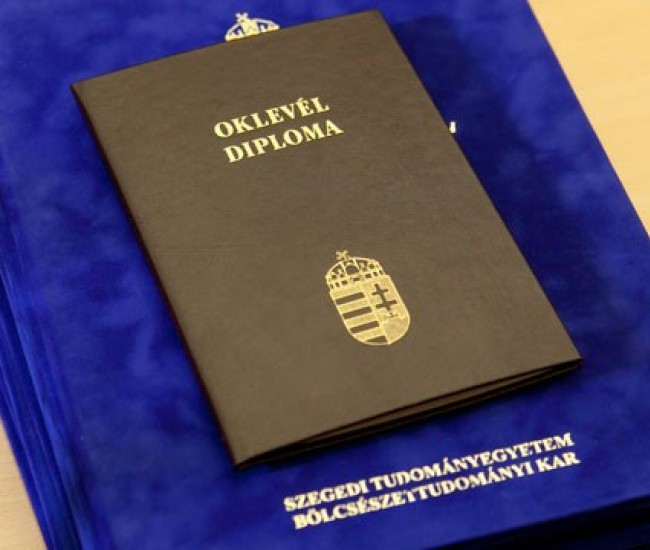 OKLEVÉL
DIPLOMA
SZEGEDI TUDOMÁNYEGYETEM
BÖLCSÉSZETTUDOMÁNYI KAR